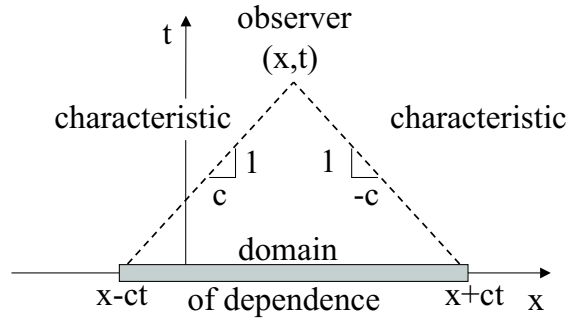 observer
t
(x,t)
characteristic
characteristic
1
1
c
-c
domain
x-ct
of dependence
x+ct
x